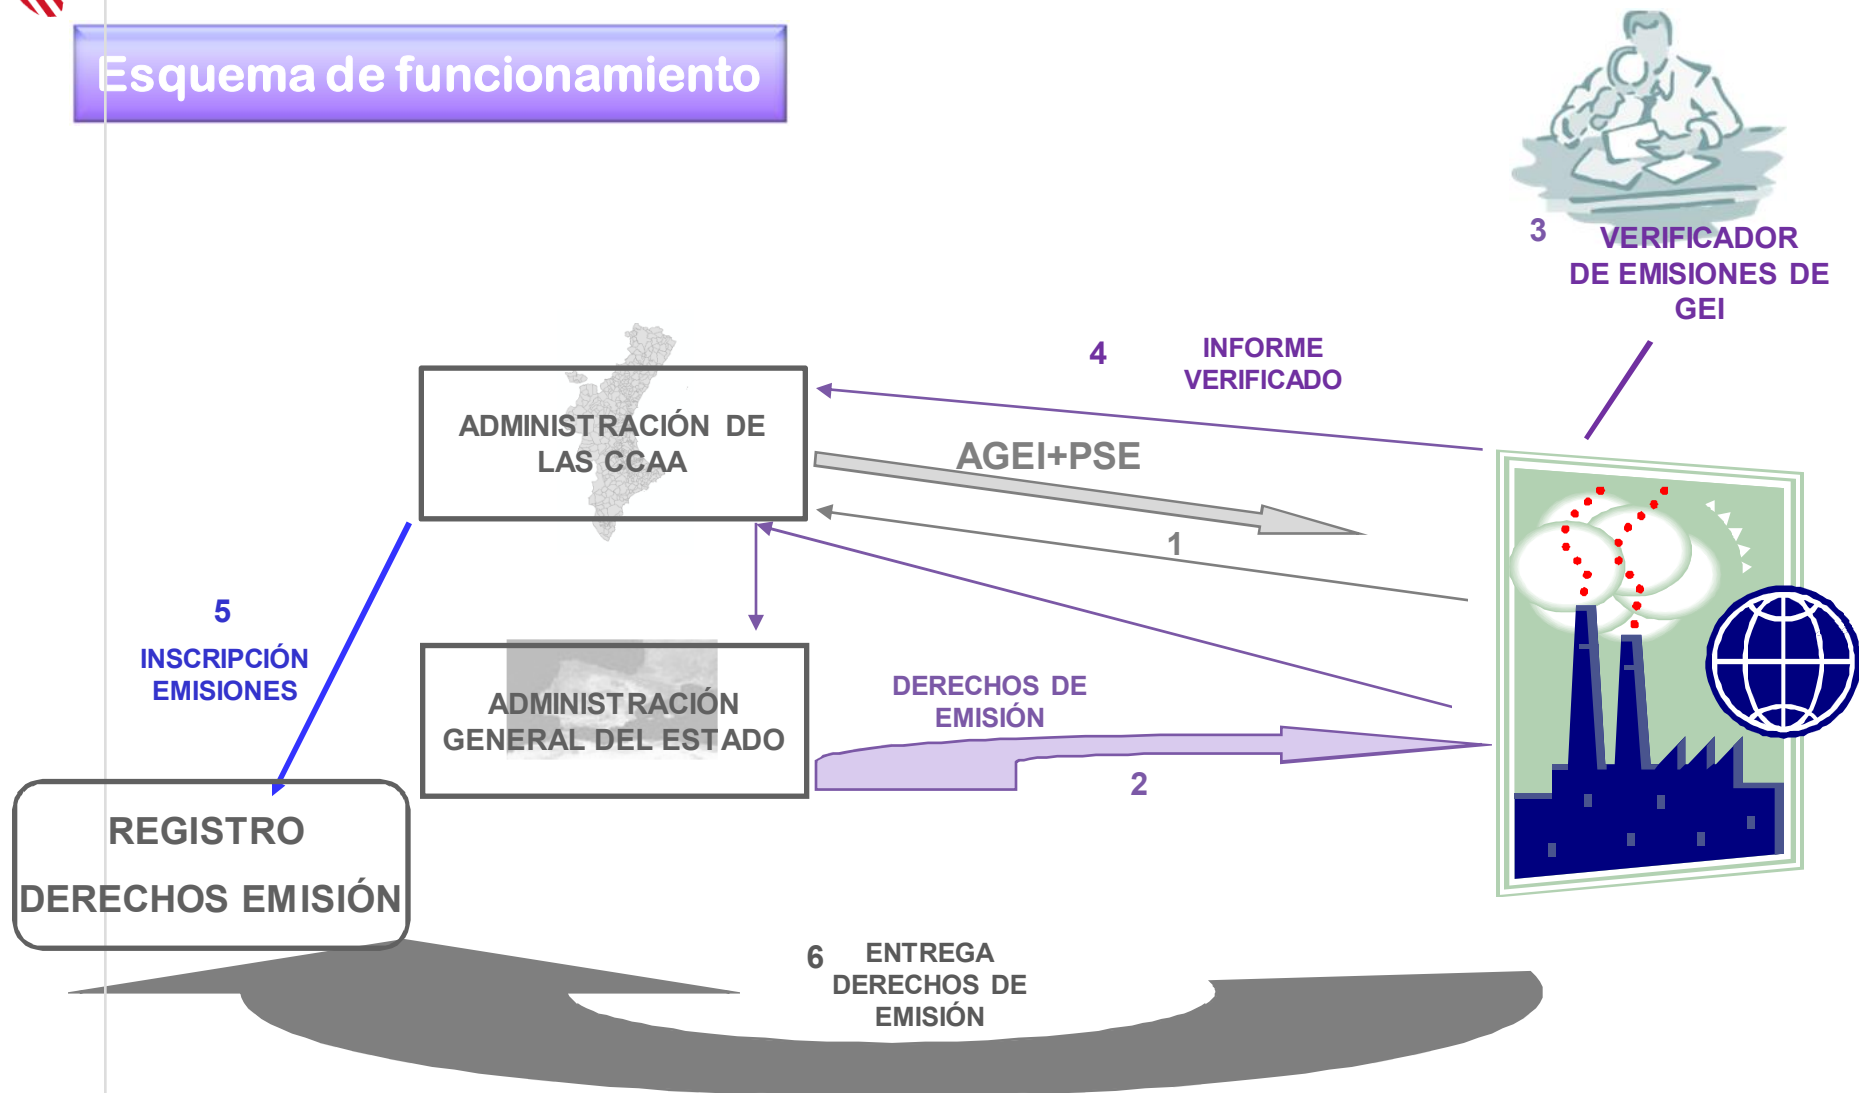 Esquema de funcionamiento
3
VERIFICADOR
DE EMISIONES DE
GEI
4
INFORME
VERIFICADO
ADMINISTRACIÓN DE
LAS CCAA
AGEI+PSE
1
5
INSCRIPCIÓN
EMISIONES
ADMINISTRACIÓN
GENERAL DEL ESTADO
DERECHOS DE
EMISIÓN
2
REGISTRO
DERECHOS EMISIÓN
6
ENTREGA
DERECHOS DE
EMISIÓN